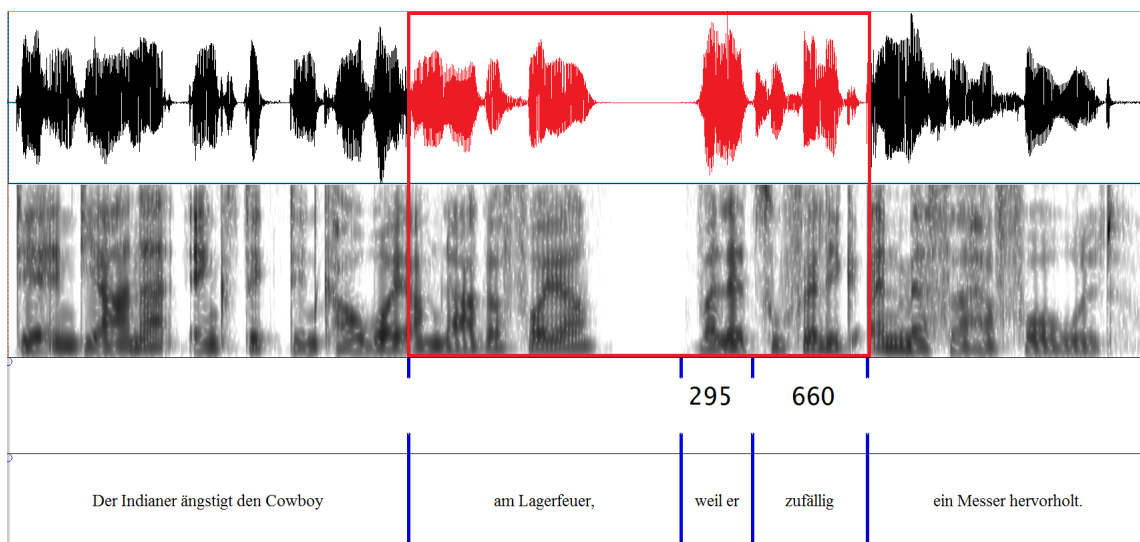 295 660
Der Indianer ängstigt den Cowboy am Lagerfeuer, weil er zufällig ein Messer hervorholt.